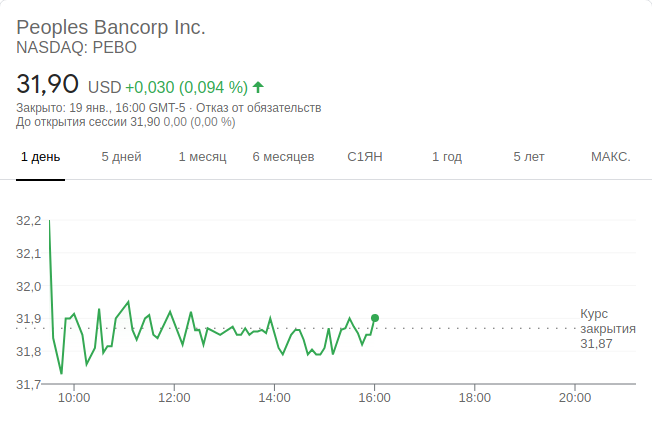 Peoples Bancorp Inc.
NASDAQ: PEBO
31,90 USD +0,030 (0,094 %)
Закрыто: 19 янв., 16:00 GMT-5 · Отказ от обязательств
До открытия сессии 31,90 0,00 (0,00 %)
1 день 5 дней 1 месяц 6 месяцев С1ЯН 1 год 5 лет МАКС.
32,2
32,1
32,0
31,9
31,8
31,7
Курс
закрытия
31,87
10:00 12:00 14:00 16:00 18:00 20:00